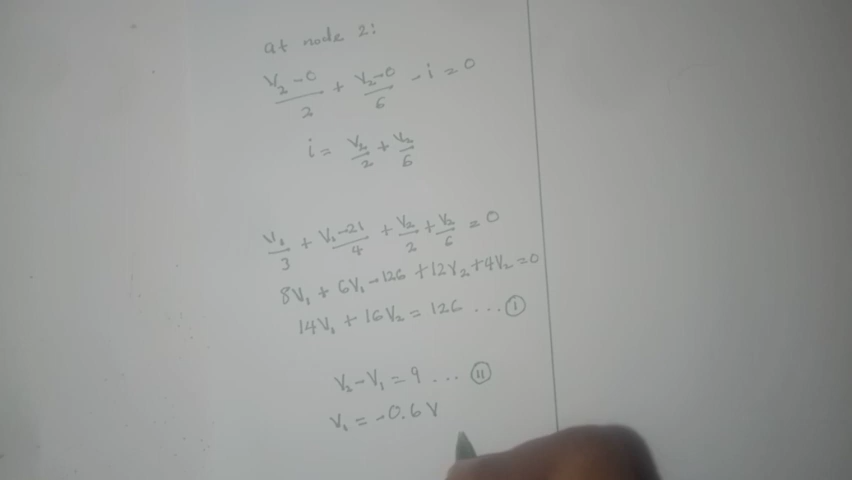 at node 2:
V₂-0/2 + V₂-0/6 - i = 0
i = V₂/2 + V₂/6
V₁/3 + V₁-21/4 + V₂/2 + V₂/6 = 0
8V₁ + 6V₁ - 126 + 12V₂ + 4V₂ = 0
14V₁ + 16V₂ = 126 ... (I)
V₂ - V₁ = 9 ... (II)
V₁ = -0.6 V